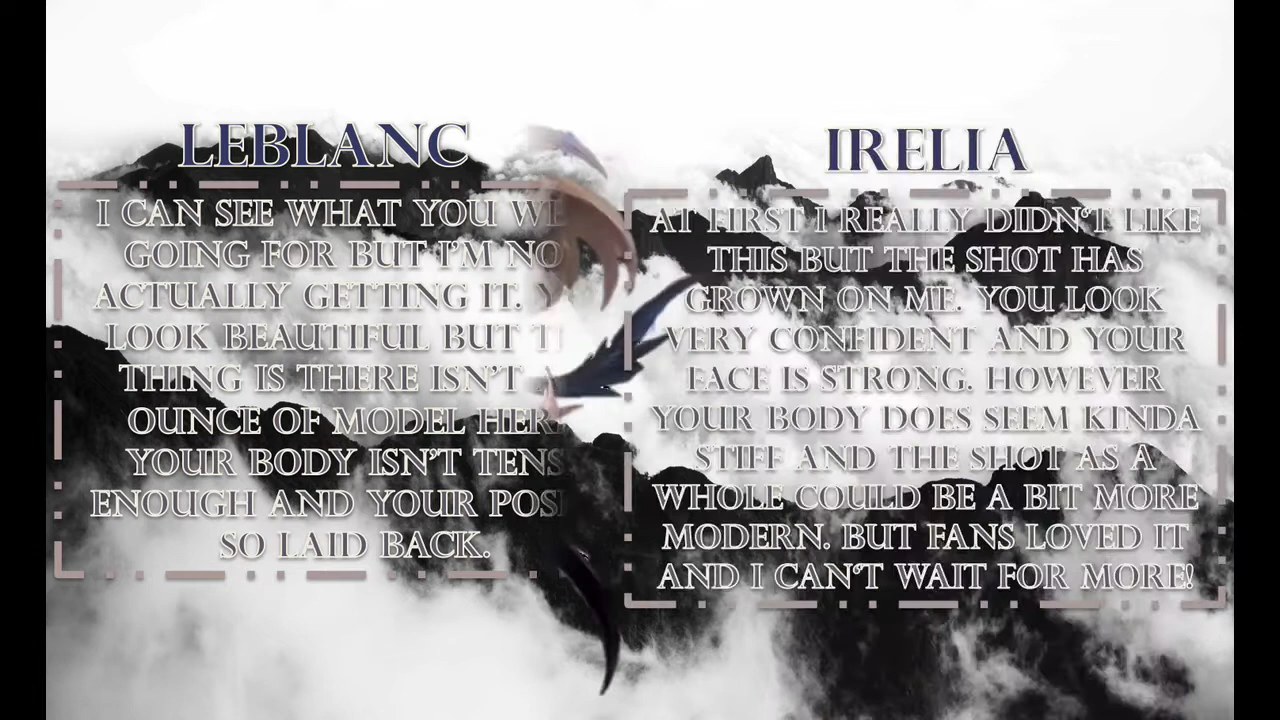 LEBLANC
I CAN SEE WHAT YOU
GOING FOR BUT I'M
ACTUALLY GETTING IT.
LOOK BEAUTIFUL BUT
THING IS THERE ISN'T
OUNCE OF MODEL
YOUR BODY ISN'T
ENOUGH AND YOUR
SO LAID BACK.
IRELIA
AT FIRST I REALLY DIDN'T LIKE
THIS BUT THE SHOT HAS
GROWN ON ME. YOU LOOK
VERY CONFIDENT AND YOUR
FACE IS STRONG. HOWEVER
YOUR BODY DOES SEEM KINDA
STIFF AND THE SHOT AS A
WHOLE COULD BE A BIT MORE
MODERN. BUT FANS LOVED IT
AND I CAN'T WAIT FOR MORE!